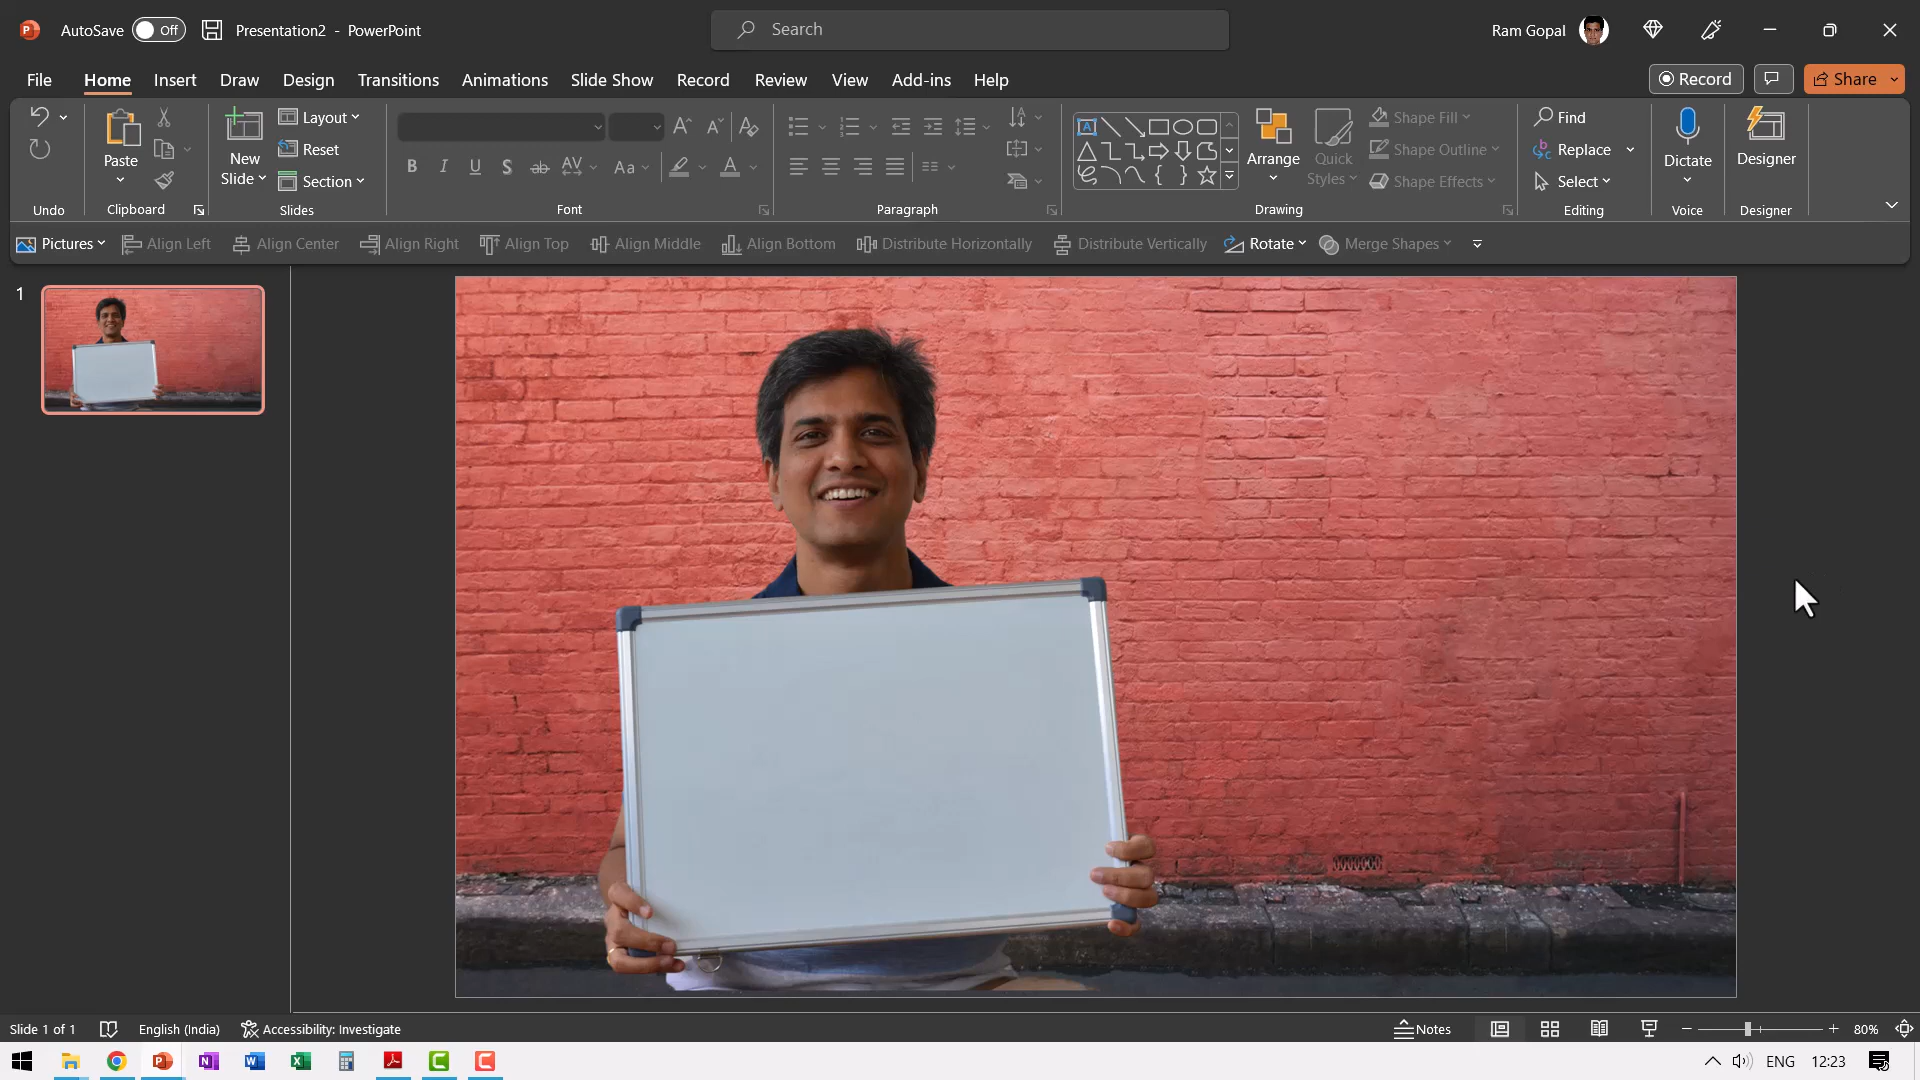 AutoSave Off Presentation2 - PowerPoint Search Ram Gopal
File Home Insert Draw Design Transitions Animations Slide Show Record Review View Add-ins Help Record Share
Paste New Slide Layout Reset Section
B I U S ab AV Aa A
Arrange Quick Styles Shape Fill Shape Outline Shape Effects
Find Replace Select Dictate Designer
Undo Clipboard Slides Font Paragraph Drawing Editing Voice Designer
Pictures Align Left Align Center Align Right Align Top Align Middle Align Bottom Distribute Horizontally Distribute Vertically Rotate Merge Shapes
1
Slide 1 of 1 English (India) Accessibility: Investigate Notes 80%
ENG 12:23